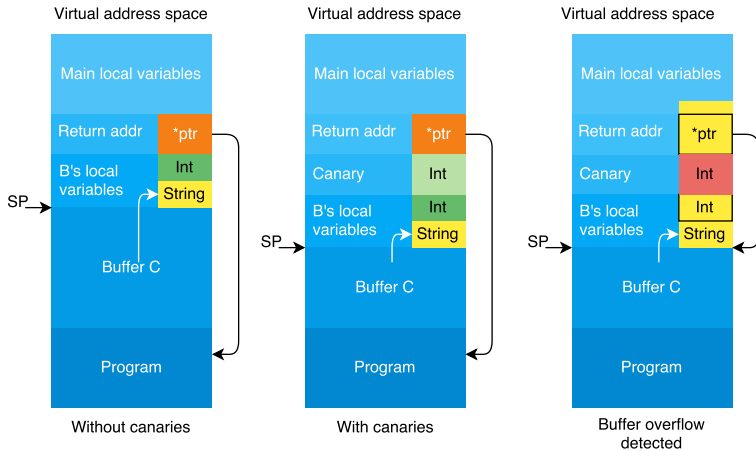 Virtual address space
Main local variables
Return addr
*ptr
B's local
variables
Int
String
SP
Buffer C
Program
Without canaries
Virtual address space
Main local variables
Return addr
*ptr
Canary
Int
B's local
variables
Int
String
SP
Buffer C
Program
With canaries
Virtual address space
Main local variables
Return addr
*ptr
Canary
Int
B's local
variables
Int
String
SP
Buffer C
Program
Buffer overflow
detected